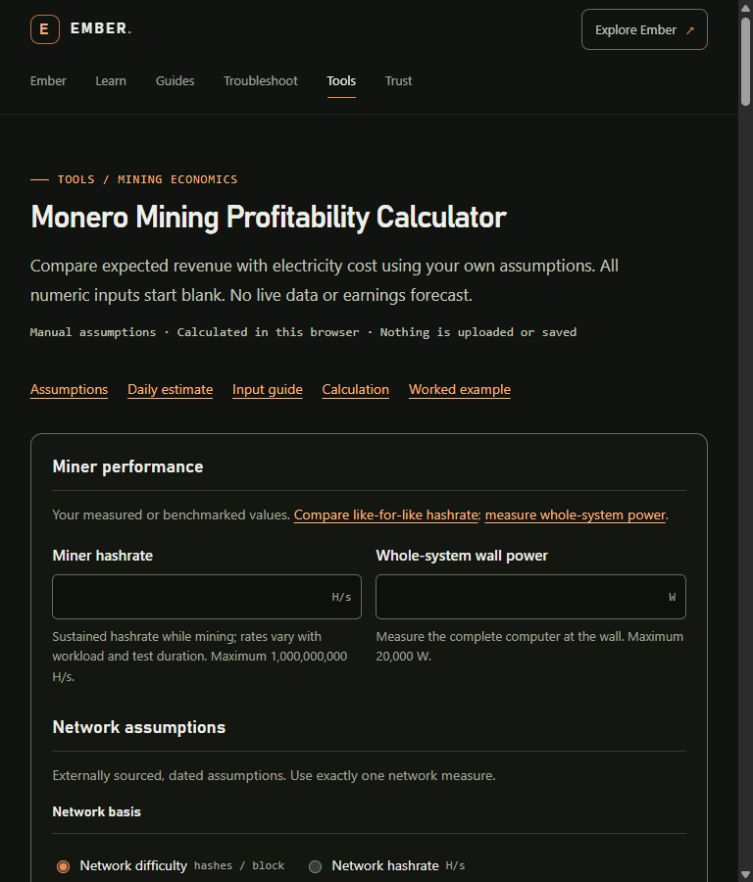 E EMBER.
Explore Ember ↗
Ember Learn Guides Troubleshoot Tools Trust
TOOLS / MINING ECONOMICS
Monero Mining Profitability Calculator
Compare expected revenue with electricity cost using your own assumptions. All
numeric inputs start blank. No live data or earnings forecast.
Manual assumptions · Calculated in this browser · Nothing is uploaded or saved
Assumptions Daily estimate Input guide Calculation Worked example
Miner performance
Your measured or benchmarked values. Compare like-for-like hashrate; measure whole-system power.
Miner hashrate
H/s
Sustained hashrate while mining; rates vary with
workload and test duration. Maximum 1,000,000,000
H/s.
Whole-system wall power
W
Measure the complete computer at the wall. Maximum
20,000 W.
Network assumptions
Externally sourced, dated assumptions. Use exactly one network measure.
Network basis
Network difficulty hashes / block Network hashrate H/s